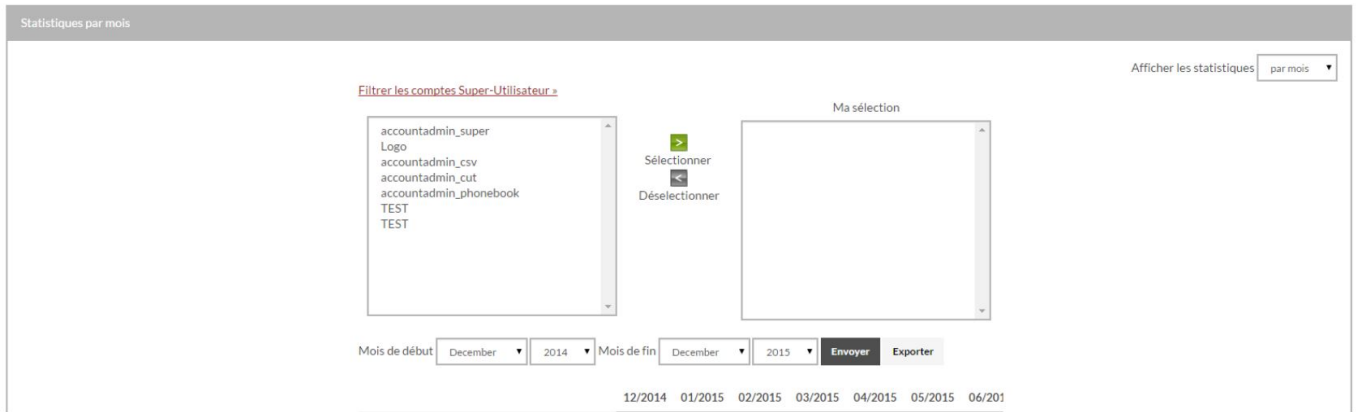 Statistiques par mois
Afficher les statistiques par mois
Filtrer les comptes Super-Utilisateur »
Ma sélection
accountadmin_super
Logo
accountadmin_csv
accountadmin_cut
accountadmin_phonebook
TEST
TEST
>
Sélectionner
<
Déselectionner
Mois de début December 2014 Mois de fin December 2015 Envoyer Exporter
12/2014 01/2015 02/2015 03/2015 04/2015 05/2015 06/201